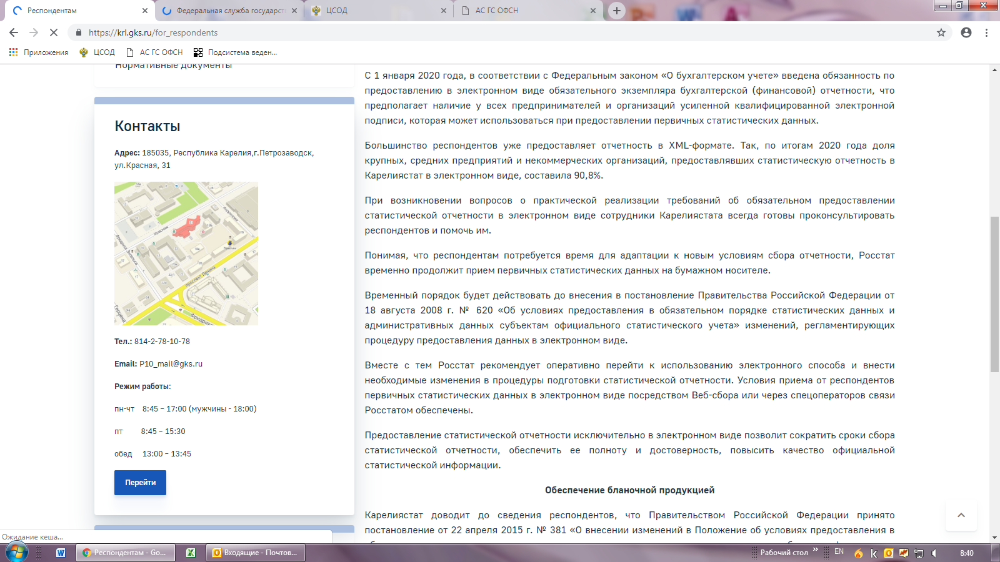 Респондентам
Федеральная служба государст
ЦСОД
АС ГС ОФСН
https://krl.gks.ru/for_respondents
Приложения
ЦСОД
АС ГС ОФСН
Подсистема веден...
Нормативные документы
Контакты
Адрес: 185035, Республика Карелия,г.Петрозаводск,
ул.Красная, 31
Красная
проспект Ленина
Тел.: 814-2-78-10-78
Email: P10_mail@gks.ru
Режим работы:
пн-чт 8:45 – 17:00 (мужчины - 18:00)
пт 8:45 – 15:30
обед 13:00 – 13:45
Перейти
С 1 января 2020 года, в соответствии с Федеральным законом «О бухгалтерском учете» введена обязанность по
предоставлению в электронном виде обязательного экземпляра бухгалтерской (финансовой) отчетности, что
предполагает наличие у всех предпринимателей и организаций усиленной квалифицированной электронной
подписи, которая может использоваться при предоставлении первичных статистических данных.
Большинство респондентов уже предоставляет отчетность в XML-формате. Так, по итогам 2020 года доля
крупных, средних предприятий и некоммерческих организаций, предоставлявших статистическую отчетность в
Карелиястат в электронном виде, составила 90,8%.
При возникновении вопросов о практической реализации требований об обязательном предоставлении
статистической отчетности в электронном виде сотрудники Карелиястата всегда готовы проконсультировать
респондентов и помочь им.
Понимая, что респондентам потребуется время для адаптации к новым условиям сбора отчетности, Росстат
временно продолжит прием первичных статистических данных на бумажном носителе.
Временный порядок будет действовать до внесения в постановление Правительства Российской Федерации от
18 августа 2008 г. № 620 «Об условиях предоставления в обязательном порядке статистических данных и
административных данных субъектам официального статистического учета» изменений, регламентирующих
процедуру предоставления данных в электронном виде.
Вместе с тем Росстат рекомендует оперативно перейти к использованию электронного способа и внести
необходимые изменения в процедуры подготовки статистической отчетности. Условия приема от респондентов
первичных статистических данных в электронном виде посредством Веб-сбора или через спецоператоров связи
Росстатом обеспечены.
Предоставление статистической отчетности исключительно в электронном виде позволит сократить сроки сбора
статистической отчетности, обеспечить ее полноту и достоверность, повысить качество официальной
статистической информации.
Обеспечение бланочной продукцией
Карелиястат доводит до сведения респондентов, что Правительством Российской Федерации принято
постановление от 22 апреля 2015 г. № 381 «О внесении изменений в Положение об условиях предоставления в
Ожидание кеша...
Респондентам - Go...
Входящие - Почтов...
Рабочий стол
EN
8:40